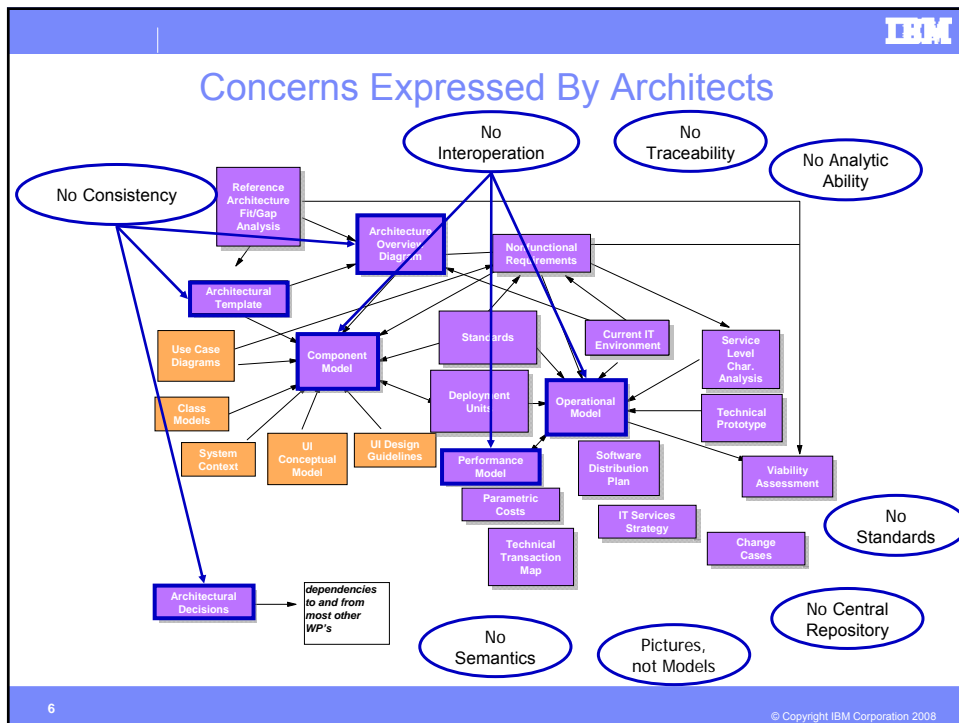 IBM
Concerns Expressed By Architects
No
Interoperation
No
Traceability
No Analytic
Ability
No Consistency
Reference
Architecture
Fit/Gap
Analysis
Architecture
Overview
Diagram
Nonfunctional
Requirements
Architectural
Template
Use Case
Diagrams
Component
Model
Standards
Current IT
Environment
Service
Level
Char.
Analysis
Deployment
Units
Operational
Model
Class
Models
Technical
Prototype
System
Context
UI
Conceptual
Model
UI Design
Guidelines
Performance
Model
Software
Distribution
Plan
Viability
Assessment
Parametric
Costs
IT Services
Strategy
No
Standards
Technical
Transaction
Map
Change
Cases
Architectural
Decisions
dependencies
to and from
most other
WP's
No Central
Repository
No
Semantics
Pictures,
not Models
6
© Copyright IBM Corporation 2008